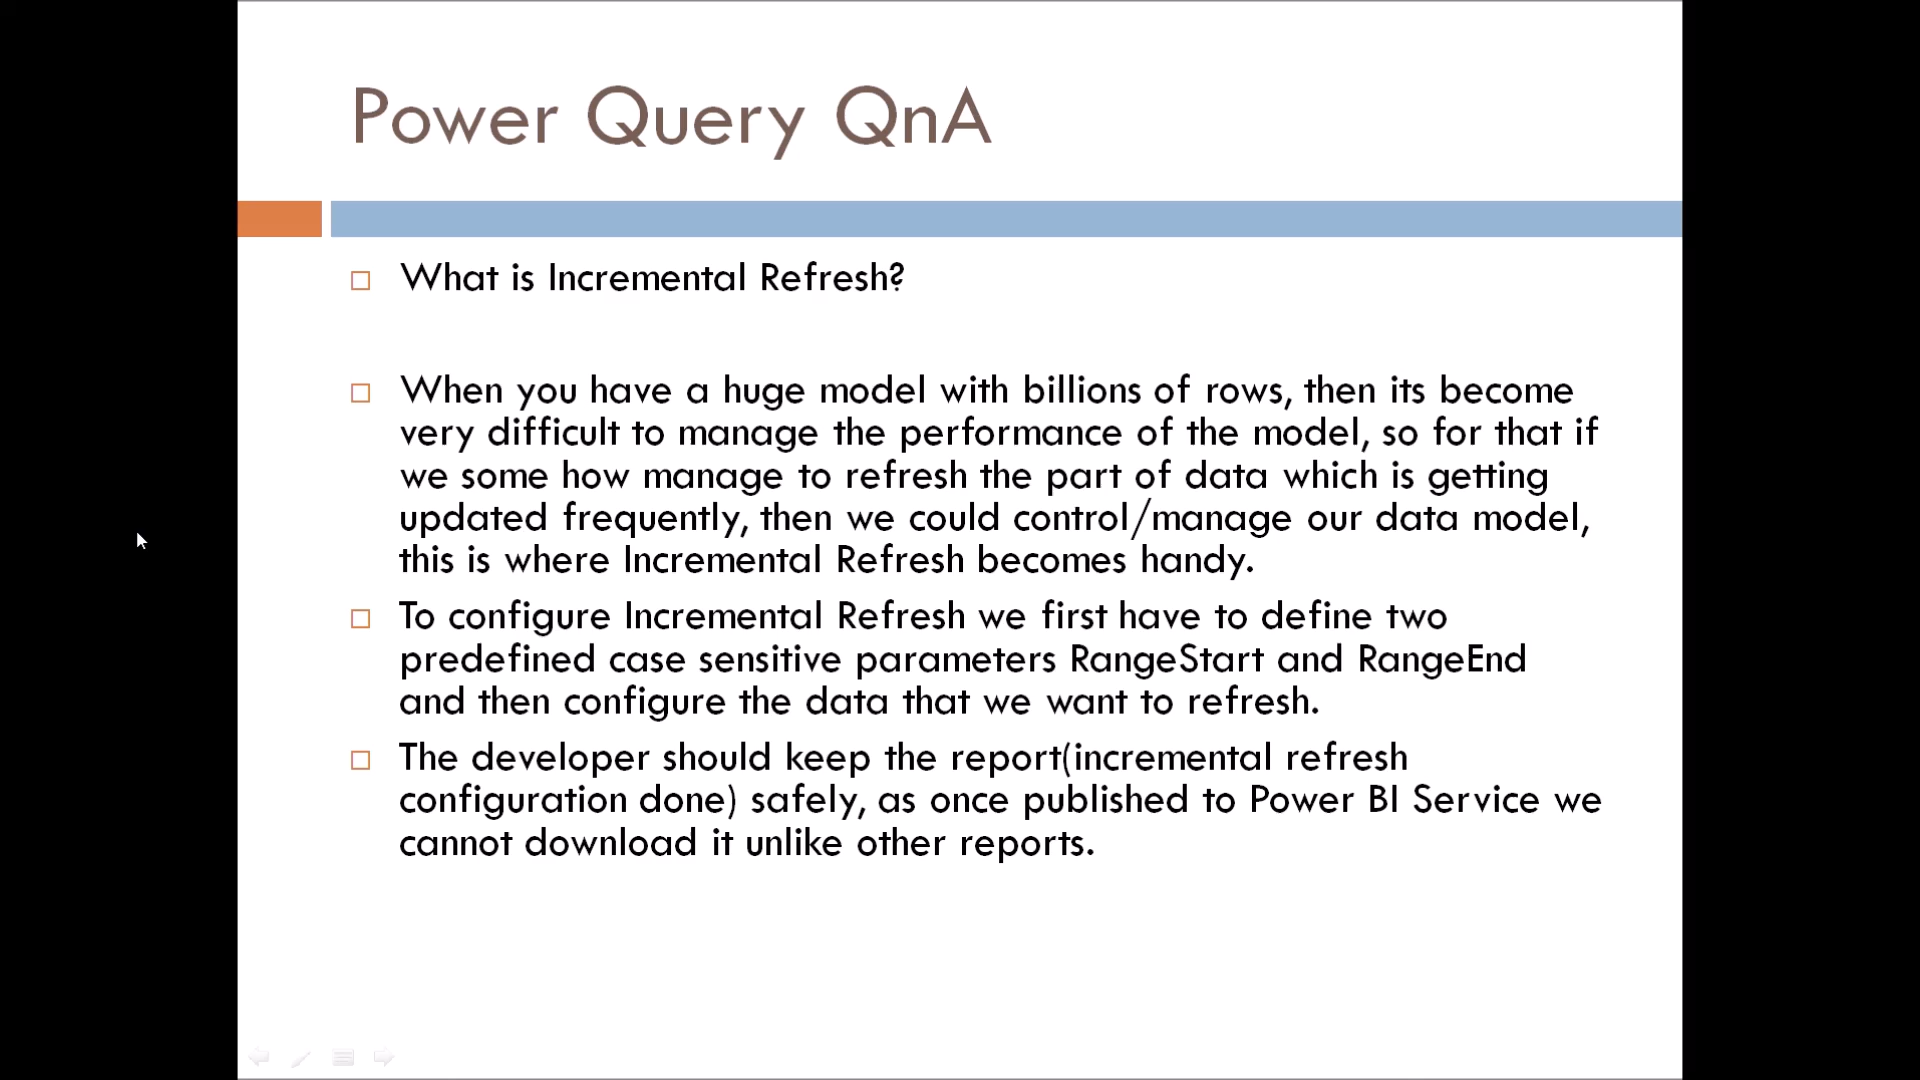 Power Query QnA
What is Incremental Refresh?
When you have a huge model with billions of rows, then its become
very difficult to manage the performance of the model, so for that if
we some how manage to refresh the part of data which is getting
updated frequently, then we could control/manage our data model,
this is where Incremental Refresh becomes handy.
To configure Incremental Refresh we first have to define two
predefined case sensitive parameters RangeStart and RangeEnd
and then configure the data that we want to refresh.
The developer should keep the report(incremental refresh
configuration done) safely, as once published to Power BI Service we
cannot download it unlike other reports.